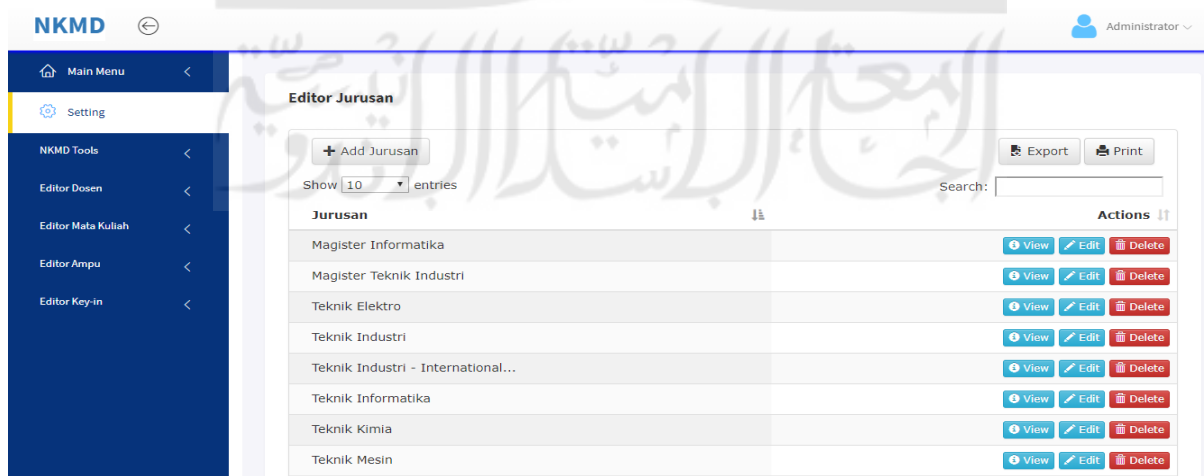 NKMD
Administrator
Main Menu
Setting
NKMD Tools
Editor Dosen
Editor Mata Kuliah
Editor Ampu
Editor Key-in
Editor Jurusan
+ Add Jurusan Export Print
Show 10 entries Search:
Jurusan Actions
Magister Informatika View Edit Delete
Magister Teknik Industri View Edit Delete
Teknik Elektro View Edit Delete
Teknik Industri View Edit Delete
Teknik Industri - International... View Edit Delete
Teknik Informatika View Edit Delete
Teknik Kimia View Edit Delete
Teknik Mesin View Edit Delete